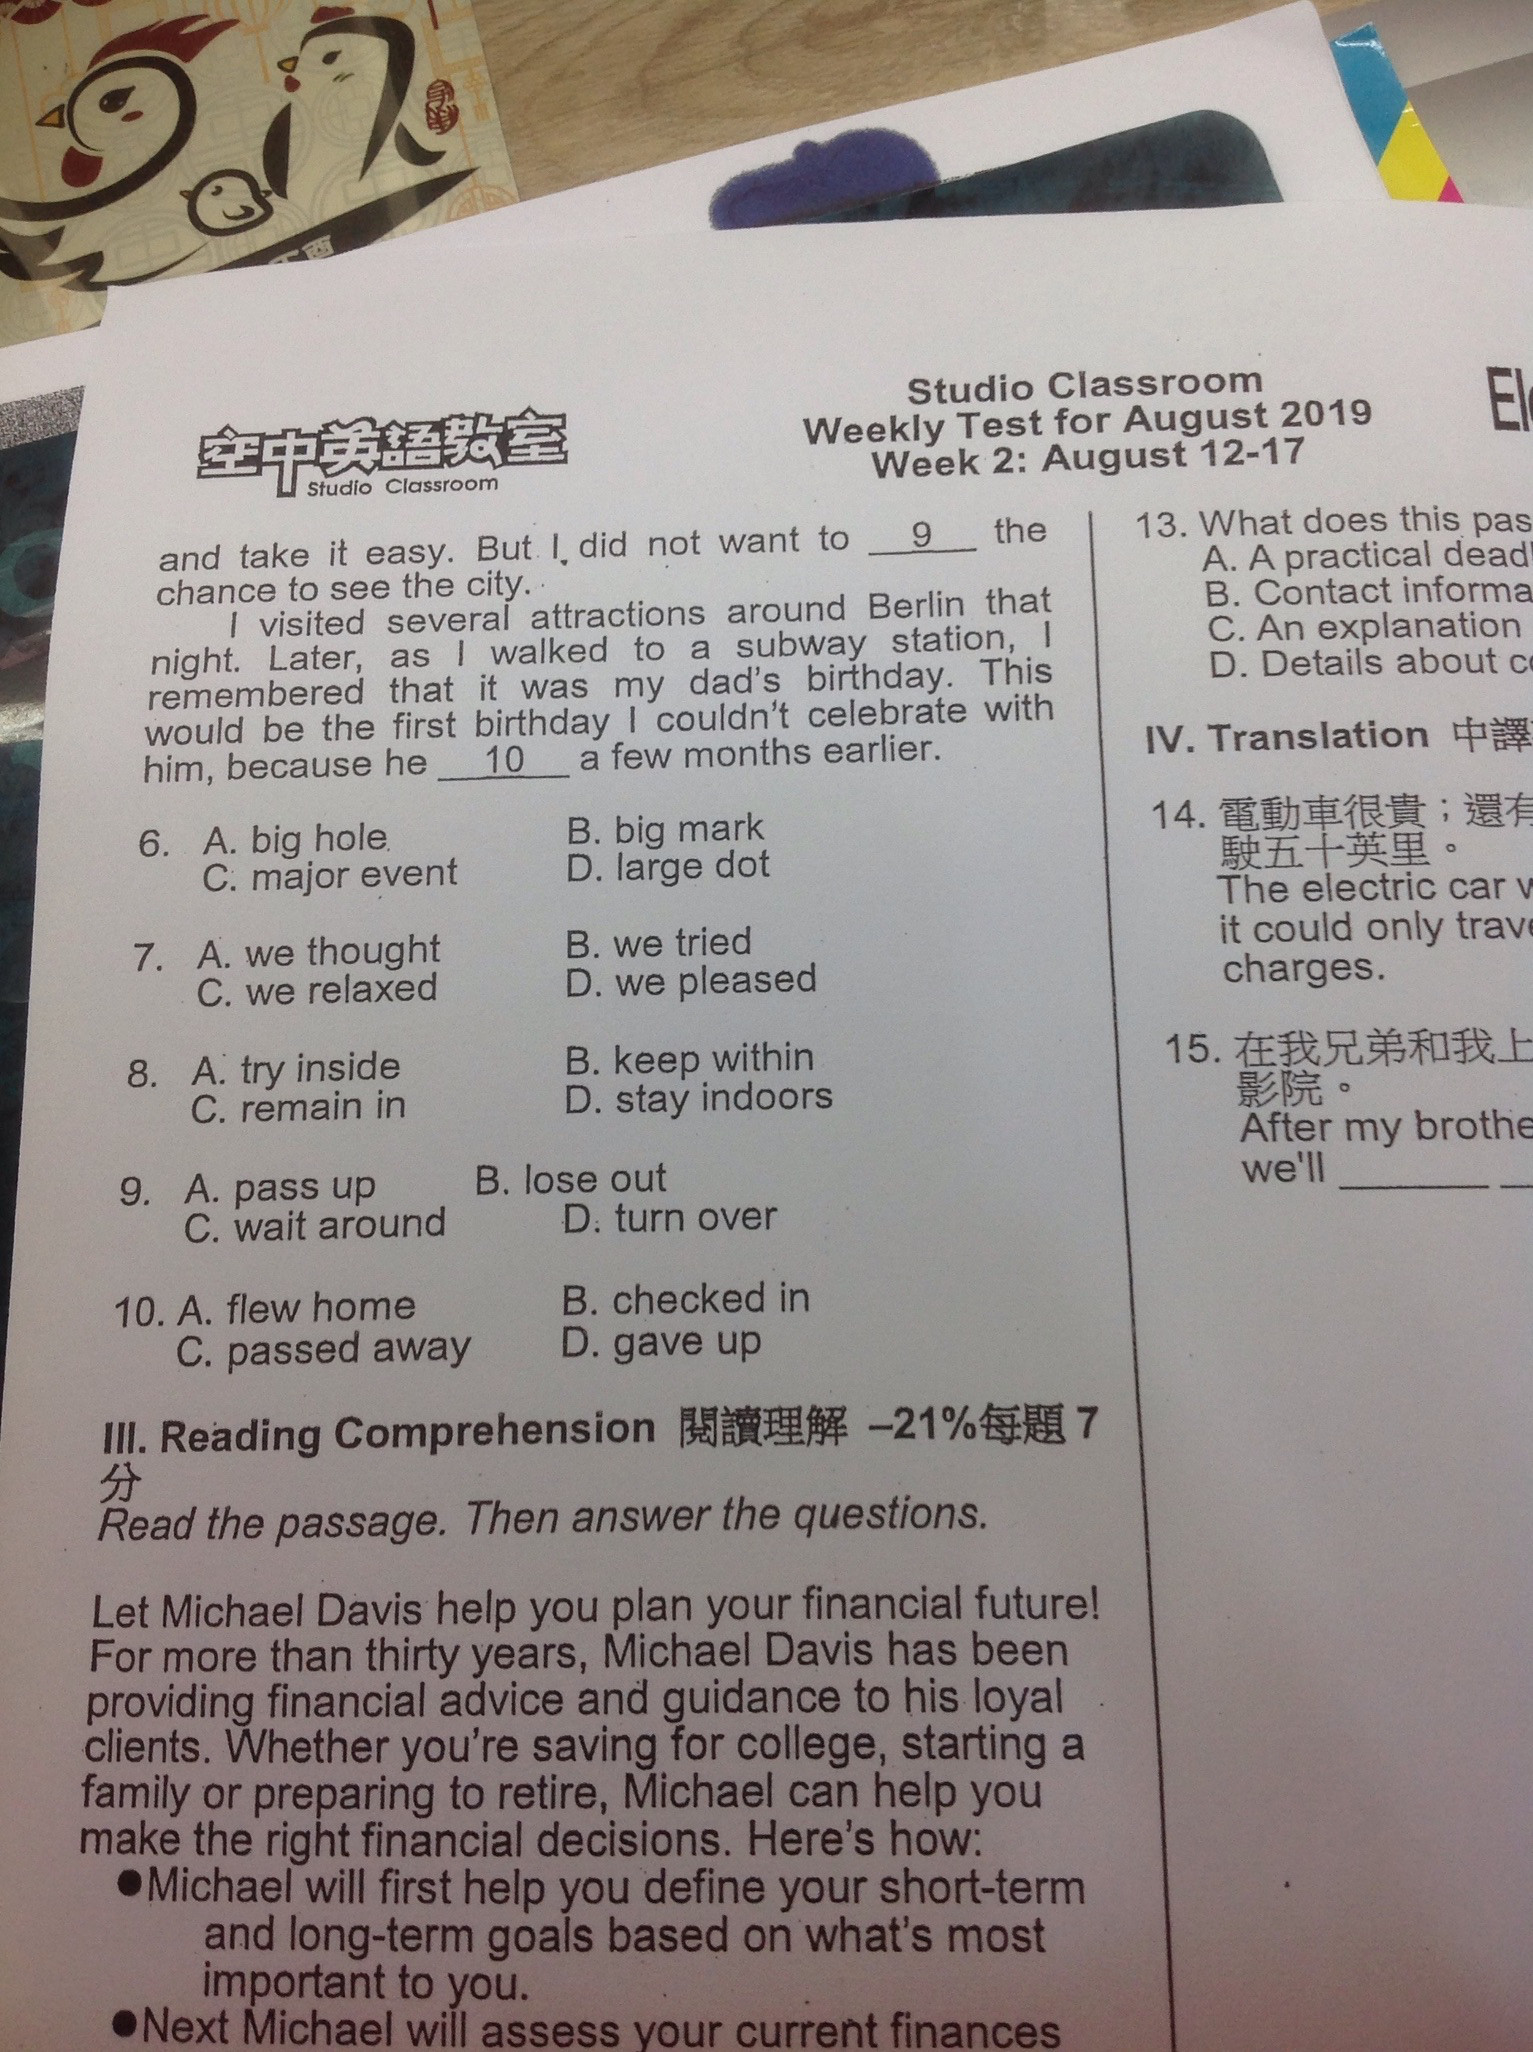 空中英語教室
Studio Classroom
Studio Classroom
Weekly Test for August 2019
Week 2: August 12-17
and take it easy. But I did not want to 9 the
chance to see the city.
I visited several attractions around Berlin that
night. Later, as I walked to a subway station, I
remembered that it was my dad's birthday. This
would be the first birthday I couldn't celebrate with
him, because he 10 a few months earlier.
6. A. big hole B. big mark
C. major event D. large dot
7. A. we thought B. we tried
C. we relaxed D. we pleased
8. A. try inside B. keep within
C. remain in D. stay indoors
9. A. pass up B. lose out
C. wait around D. turn over
10. A. flew home B. checked in
C. passed away D. gave up
III. Reading Comprehension 閱讀理解 –21%每題 7
分
Read the passage. Then answer the questions.
Let Michael Davis help you plan your financial future!
For more than thirty years, Michael Davis has been
providing financial advice and guidance to his loyal
clients. Whether you're saving for college, starting a
family or preparing to retire, Michael can help you
make the right financial decisions. Here's how:
●Michael will first help you define your short-term
and long-term goals based on what's most
important to you.
●Next Michael will assess your current finances
13. What does this pas
A. A practical dead
B. Contact informa
C. An explanation
D. Details about
IV. Translation 中譯
14. 電動車很貴；還有
駛五十英里。
The electric car
it could only trave
charges.
15. 在我兄弟和我上
影院。
After my brothe
we'll ____ __